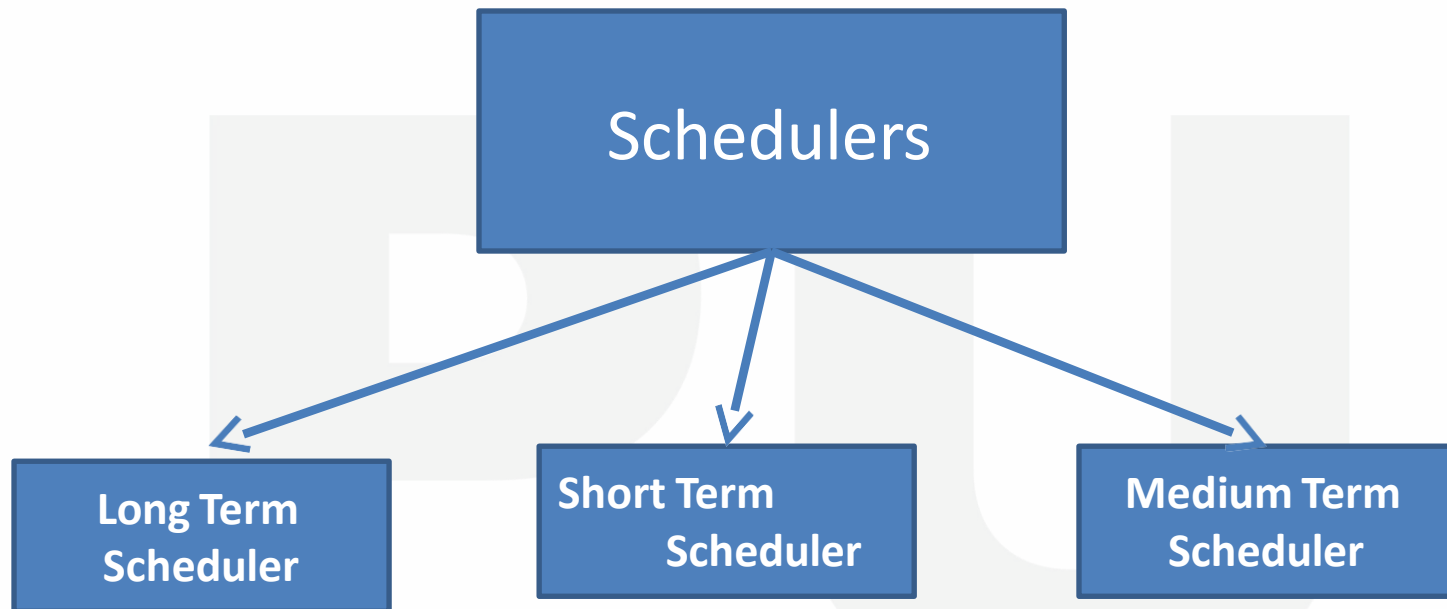 Schedulers
Long Term
Scheduler
Short Term
Scheduler
Medium Term
Scheduler